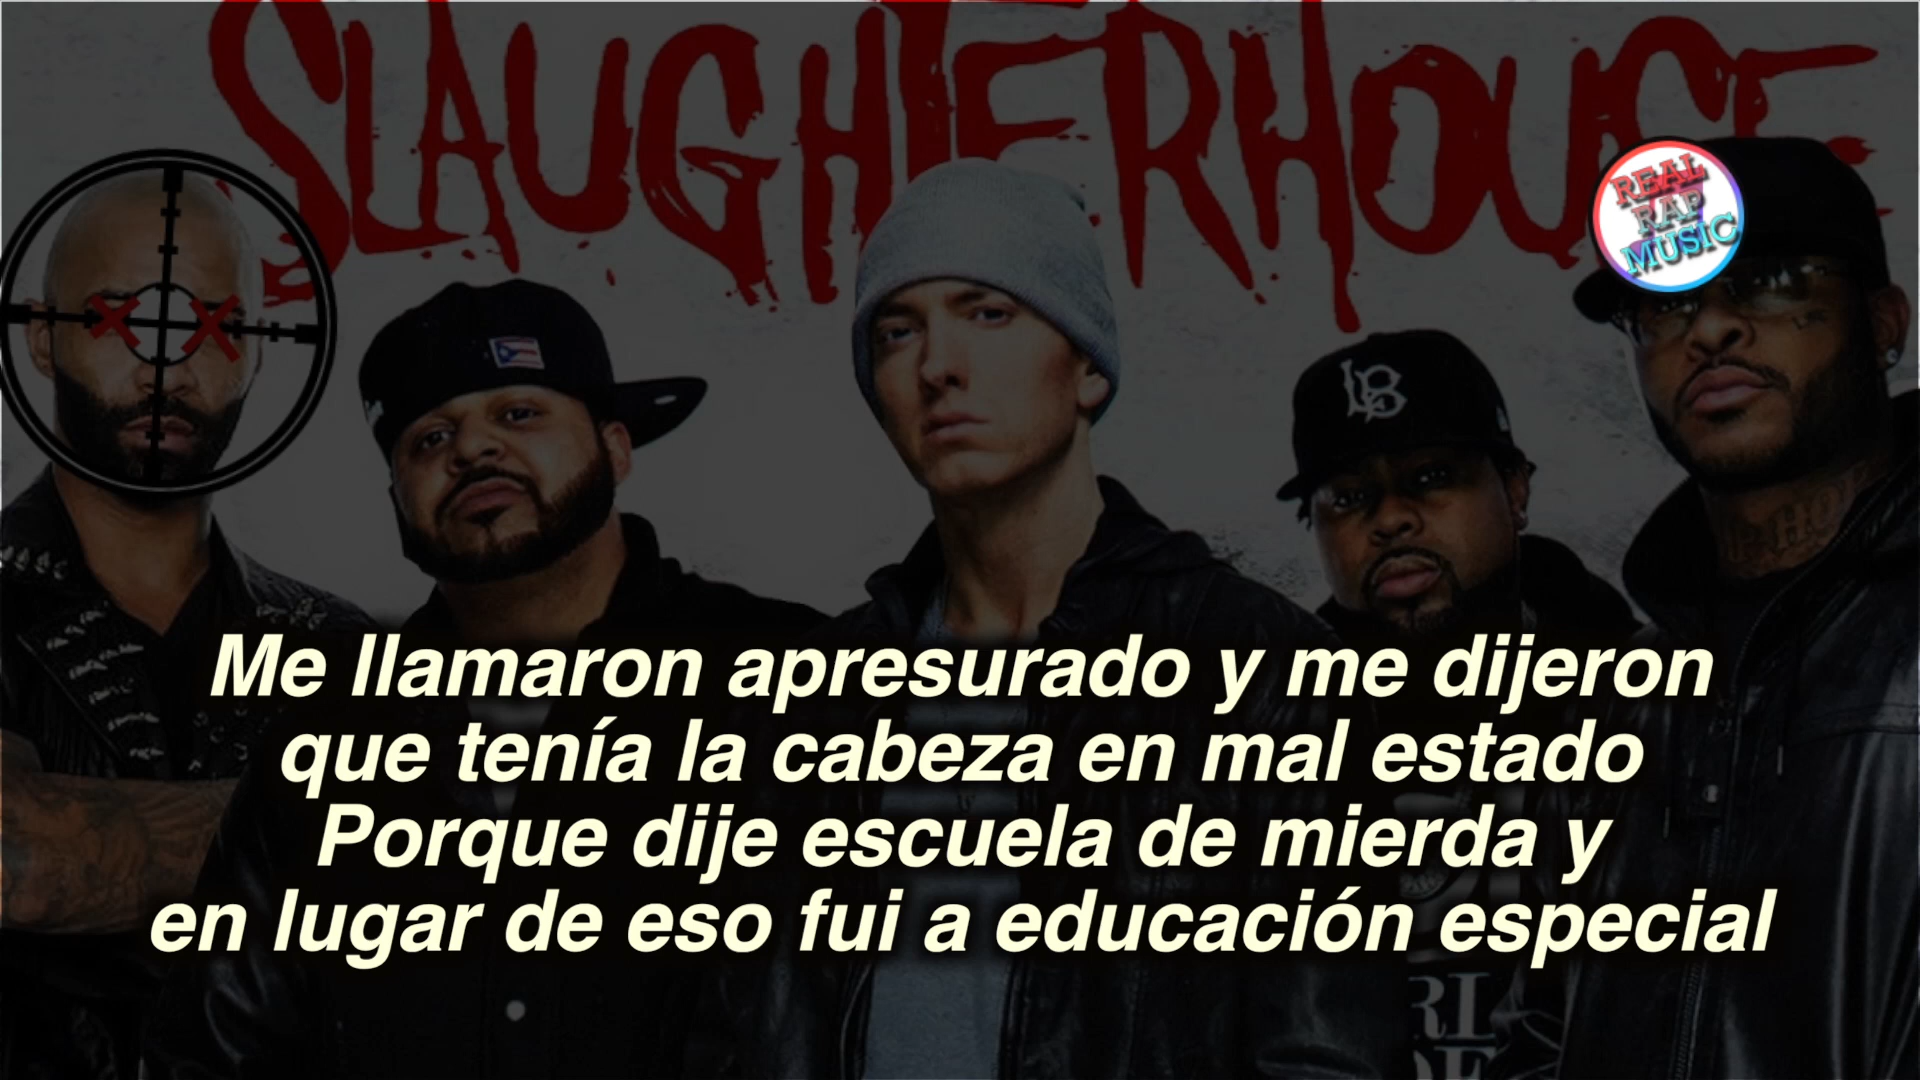 SLAUGHTERHOUSE
REAL
RAP
MUSIC
LB
Me llamaron apresurado y me dijeron
que tenía la cabeza en mal estado
Porque dije escuela de mierda y
en lugar de eso fui a educación especial